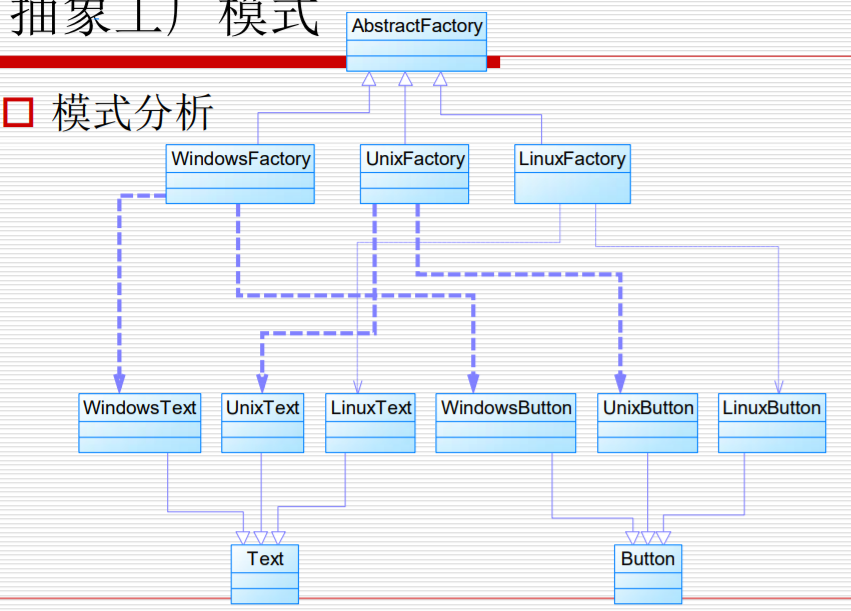 抽象工厂模式
AbstractFactory
模式分析
WindowsFactory
UnixFactory
LinuxFactory
WindowsText
UnixText
LinuxText
WindowsButton
UnixButton
LinuxButton
Text
Button